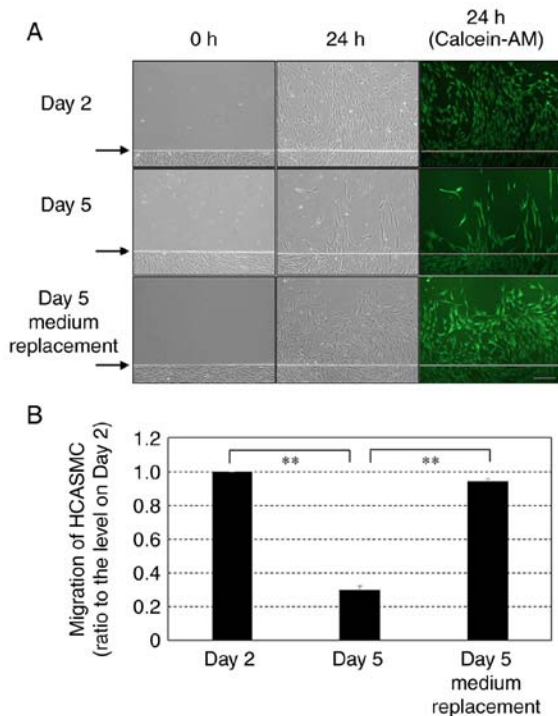 A
0 h
24 h
24 h
(Calcein-AM)
Day 2
Day 5
Day 5
medium
replacement
B
Migration of HCASMC
(ratio to the level on Day 2)
1.2
1.0
0.8
0.6
0.4
0.2
0
**
**
Day 2
Day 5
Day 5
medium
replacement